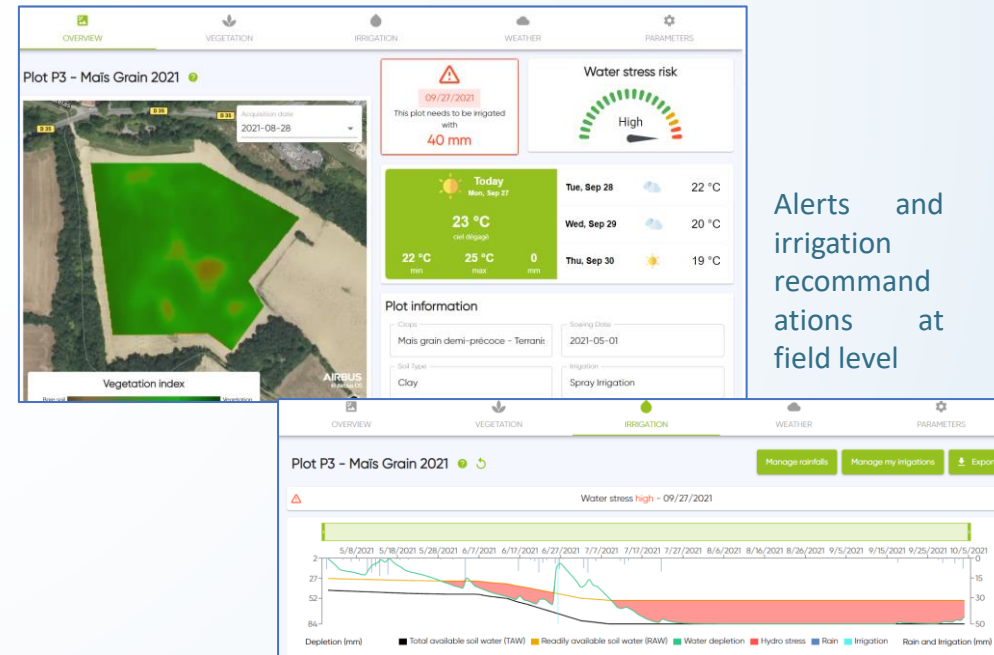 OVERVIEW
VEGETATION
IRRIGATION
WEATHER
PARAMETERS
Plot P3 - Maïs Grain 2021
D 35
D 35
D 35
D 35
Acquisition date
2021-08-28
Vegetation index
Bare soil
Vegetation
AIRBUS
09/27/2021
This plot needs to be irrigated
with
40 mm
Water stress risk
High
Today
Mon, Sep 27
23 °C
ciel dégagé
22 °C
25 °C
0
min
max
mm
Tue, Sep 28
22 °C
Wed, Sep 29
20 °C
Thu, Sep 30
19 °C
Plot information
Crops
Maïs grain demi-précoce - Terranis
Sowing Date
2021-05-01
Soil Type
Clay
Irrigation
Spray Irrigation
Alerts and
irrigation
recommand
ations at
field level
OVERVIEW
VEGETATION
IRRIGATION
WEATHER
PARAMETERS
Plot P3 - Maïs Grain 2021
Manage rainfalls
Manage my irrigations
Export
Water stress high - 09/27/2021
5/8/2021 5/18/2021 5/28/2021 6/7/2021 6/17/2021 6/27/2021 7/7/2021 7/17/2021 7/27/2021 8/6/2021 8/16/2021 8/26/2021 9/5/2021 9/15/2021 9/25/2021 10/5/2021
2
0
27
15
52
30
84
50
Depletion (mm)
Total available soil water (TAW)
Readily available soil water (RAW)
Water depletion
Hydro stress
Rain
Irrigation
Rain and Irrigation (mm)